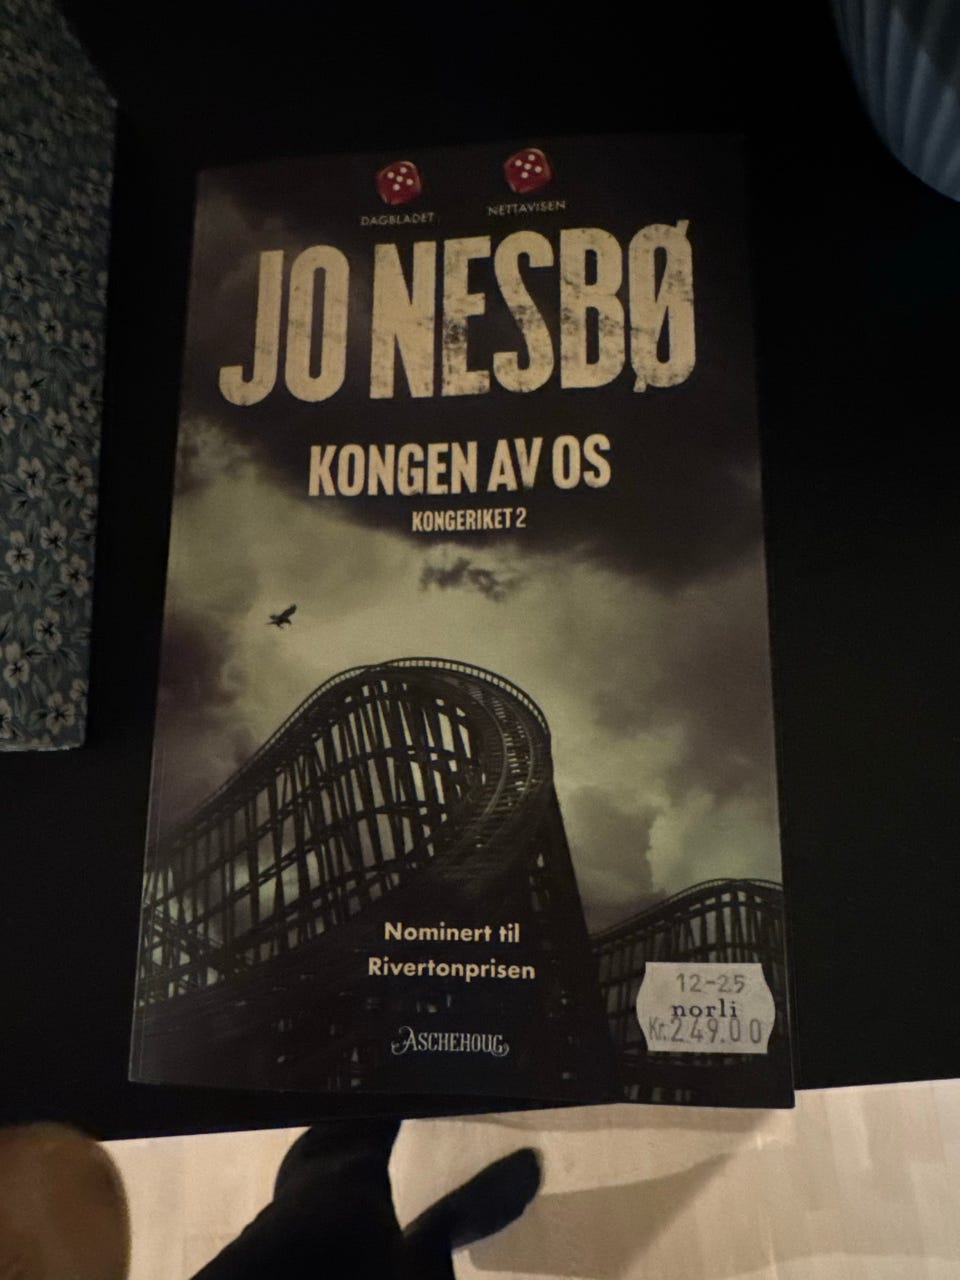 DAGBLADET
NETTAVISEN
JO NESBØ
KONGEN AV OS
KONGERIKET 2
Nominert til
Rivertonprisen
ASCHEHOUG
12-25
norli
Kr.249.00